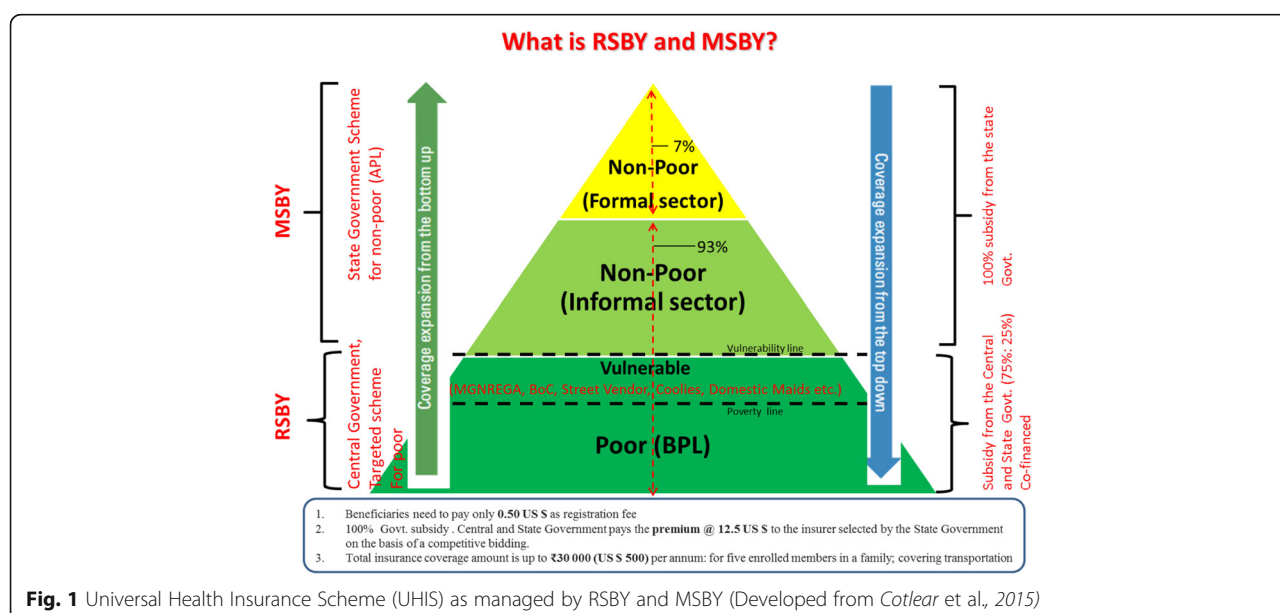 What is RSBY and MSBY?
MSBY
State Government Scheme
for non-poor (APL)
Coverage expansion from the bottom up
7%
Non-Poor
(Formal sector)
93%
Non-Poor
(Informal sector)
Coverage expansion from the top down
100% subsidy from the state
Govt.
Vulnerability line
RSBY
Central Government,
Targeted scheme
For poor
Vulnerable
(MGNREGA, BoC, Street Vendor, Coolies, Domestic Maids etc.)
Poverty line
Poor (BPL)
Subsidy from the Central
and State Govt. (75%: 25%)
Co-financed
1. Beneficiaries need to pay only 0.50 US $ as registration fee
2. 100% Govt. subsidy . Central and State Government pays the premium @ 12.5 US $ to the insurer selected by the State Government
on the basis of a competitive bidding.
3. Total insurance coverage amount is up to ₹30 000 (US $ 500) per annum: for five enrolled members in a family; covering transportation
Fig. 1 Universal Health Insurance Scheme (UHIS) as managed by RSBY and MSBY (Developed from Cotlear et al., 2015)